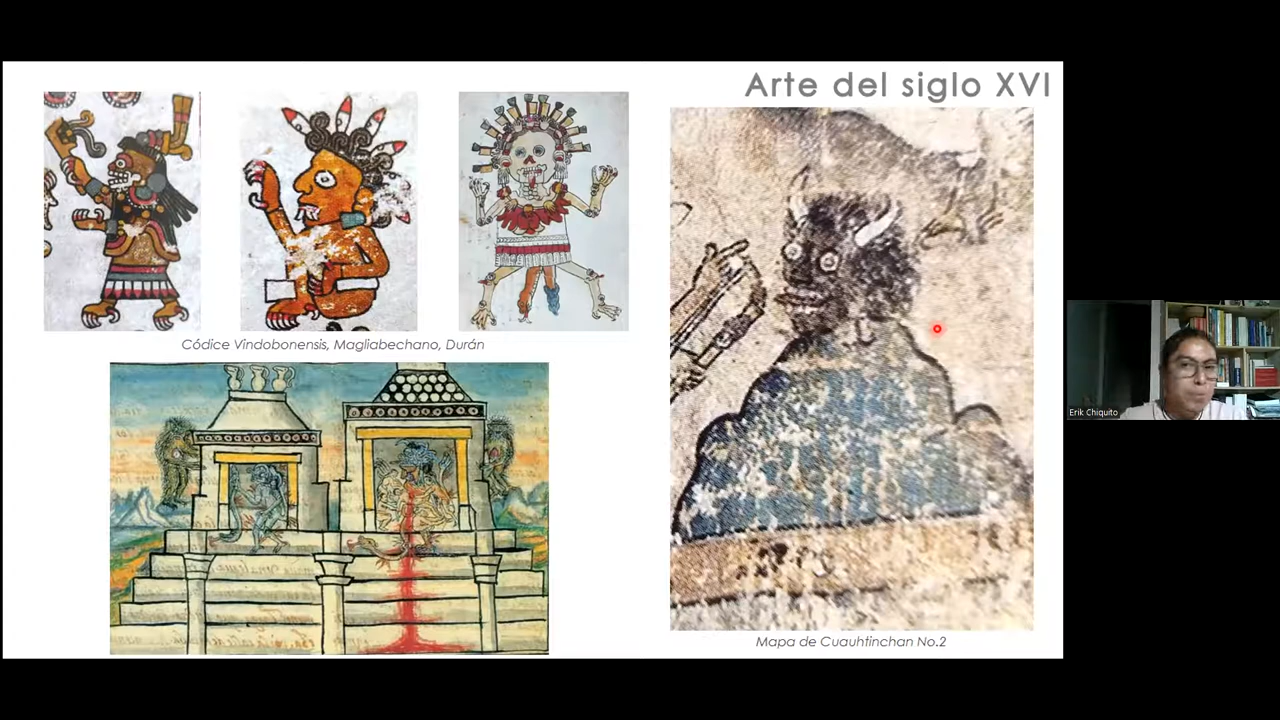 Arte del siglo XVI
Códice Vindobonensis, Magliabechano, Durán
Mapa de Cuauhtinchan No.2
Erik Chiquito